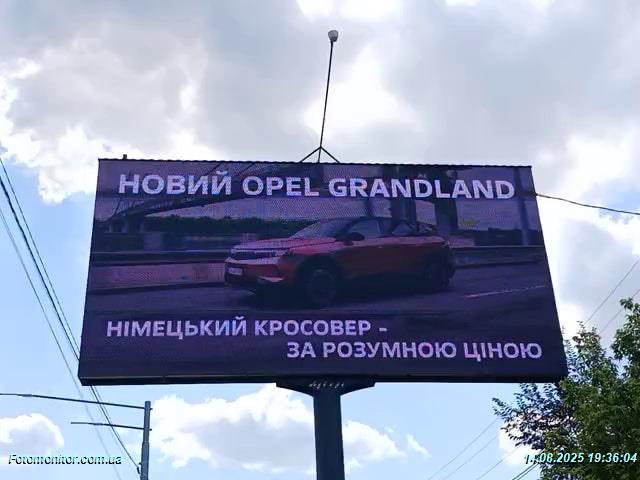 НОВИЙ OPEL GRANDLAND
НІМЕЦЬКИЙ КРОСОВЕР -
ЗА РОЗУМНОЮ ЦІНОЮ
Fotomonitor.com.ua
14.08.2025 19:36:04